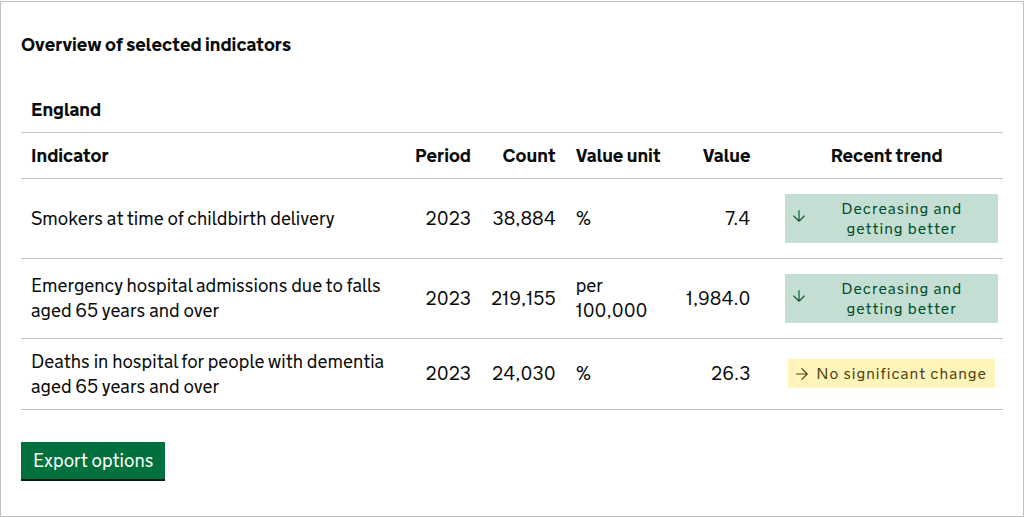 Overview of selected indicators
England
Indicator Period Count Value unit Value Recent trend
Smokers at time of childbirth delivery 2023 38,884 % 7.4 ↓ Decreasing and
getting better
Emergency hospital admissions due to falls
aged 65 years and over 2023 219,155 per
100,000 1,984.0 ↓ Decreasing and
getting better
Deaths in hospital for people with dementia
aged 65 years and over 2023 24,030 % 26.3 → No significant change
Export options